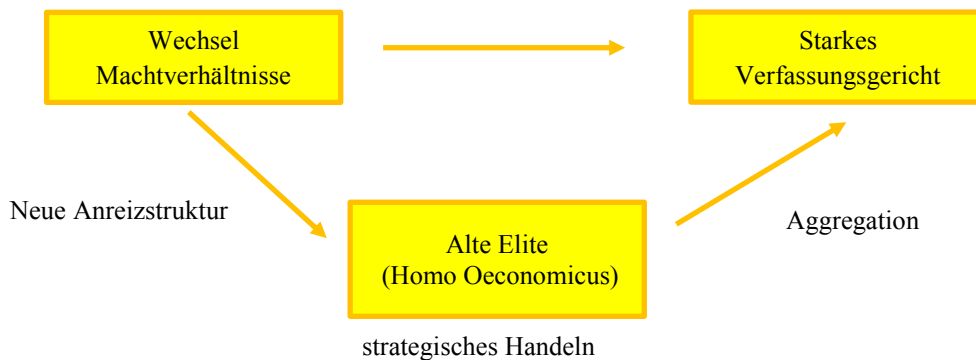 Wechsel
Machtverhältnisse
Starkes
Verfassungsgericht
Neue Anreizstruktur
Aggregation
Alte Elite
(Homo Oeconomicus)
strategisches Handeln